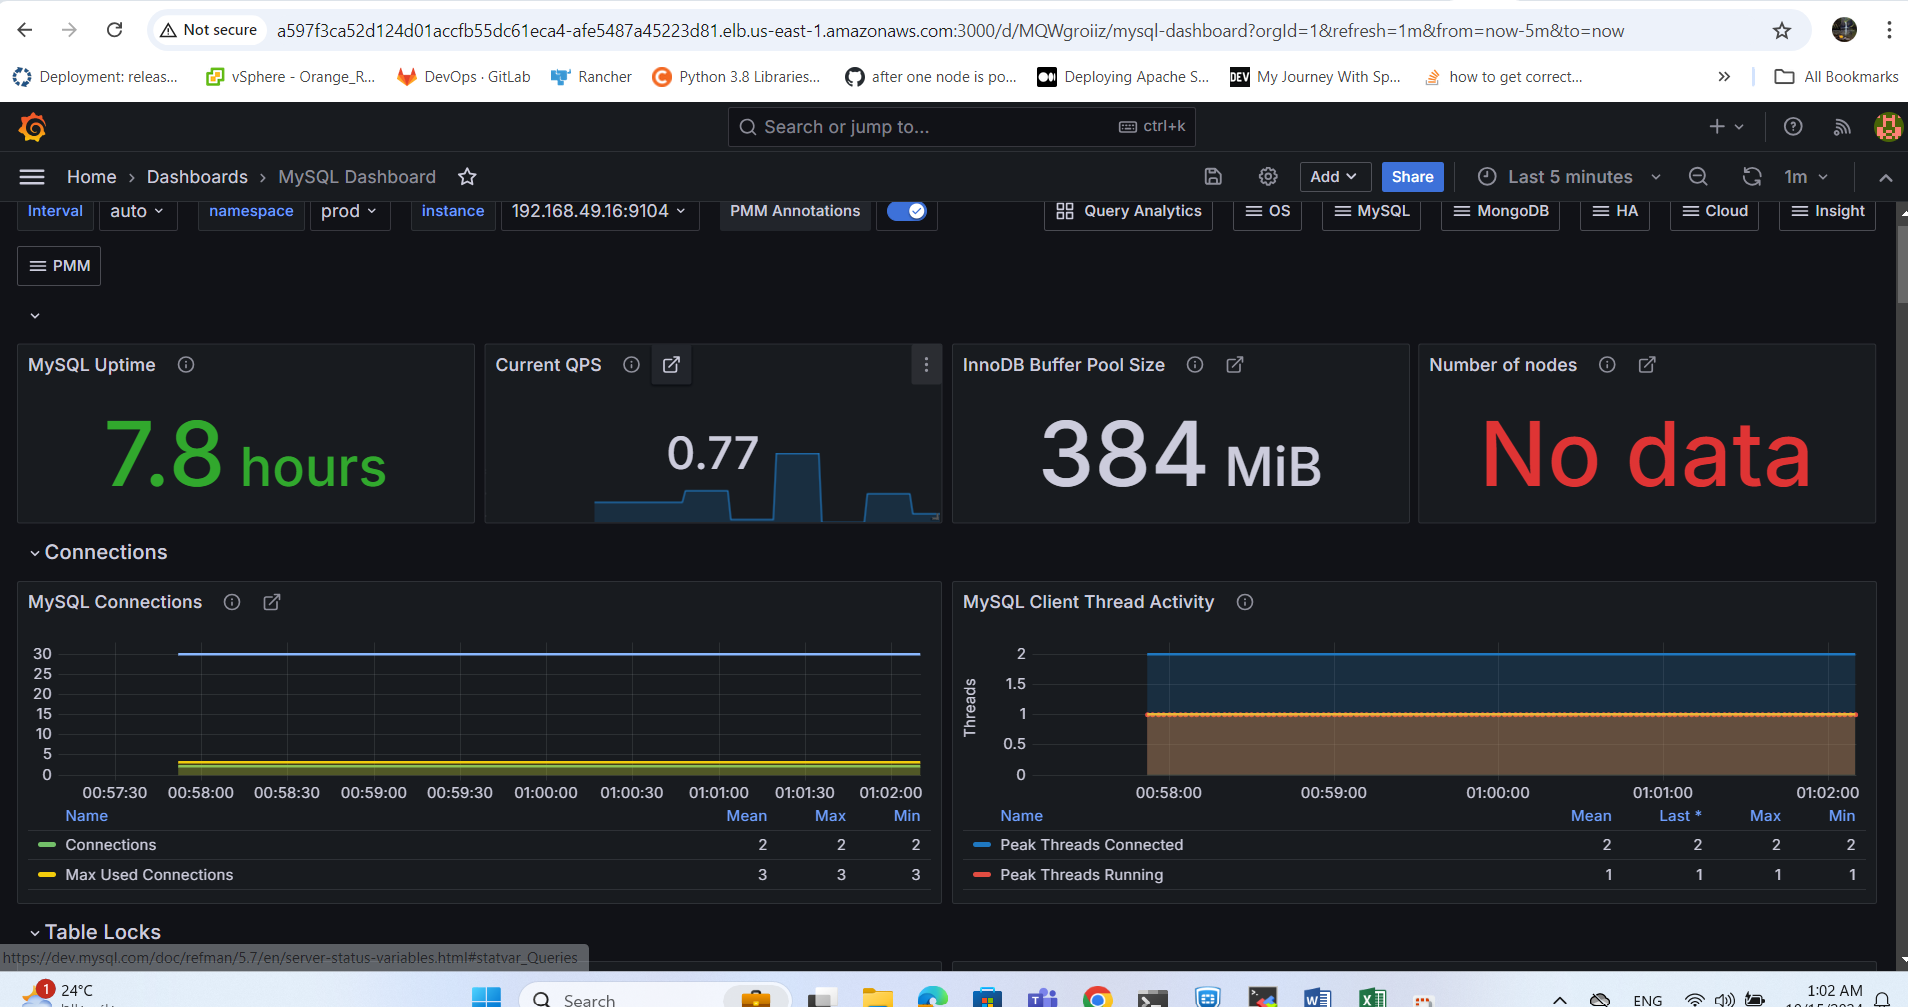 Not secure a597f3ca52d124d01accfb55dc61eca4-afe5487a45223d81.elb.us-east-1.amazonaws.com:3000/d/MQWgroiiz/mysql-dashboard?orgId=1&refresh=1m&from=now-5m&to=now
Deployment: releas... vSphere - Orange_R... DevOps · GitLab Rancher Python 3.8 Libraries... after one node is po... Deploying Apache S... DEV My Journey With Sp... how to get correct... » All Bookmarks
Search or jump to... ctrl+k
Home › Dashboards › MySQL Dashboard Add Share Last 5 minutes 1m
Interval auto namespace prod instance 192.168.49.16:9104 PMM Annotations Query Analytics OS MySQL MongoDB HA Cloud Insight
PMM
MySQL Uptime Current QPS InnoDB Buffer Pool Size Number of nodes
7.8 hours 0.77 384 MiB No data
Connections
MySQL Connections
30
25
20
15
10
5
0
00:57:30 00:58:00 00:58:30 00:59:00 00:59:30 01:00:00 01:00:30 01:01:00 01:01:30 01:02:00
Name Mean Max Min
Connections 2 2 2
Max Used Connections 3 3 3
MySQL Client Thread Activity
Threads
2
1.5
1
0.5
0
00:58:00 00:59:00 01:00:00 01:01:00 01:02:00
Name Mean Last * Max Min
Peak Threads Connected 2 2 2 2
Peak Threads Running 1 1 1 1
Table Locks
https://dev.mysql.com/doc/refman/5.7/en/server-status-variables.html#statvar_Queries
1 24°C
Search
ENG
1:02 AM